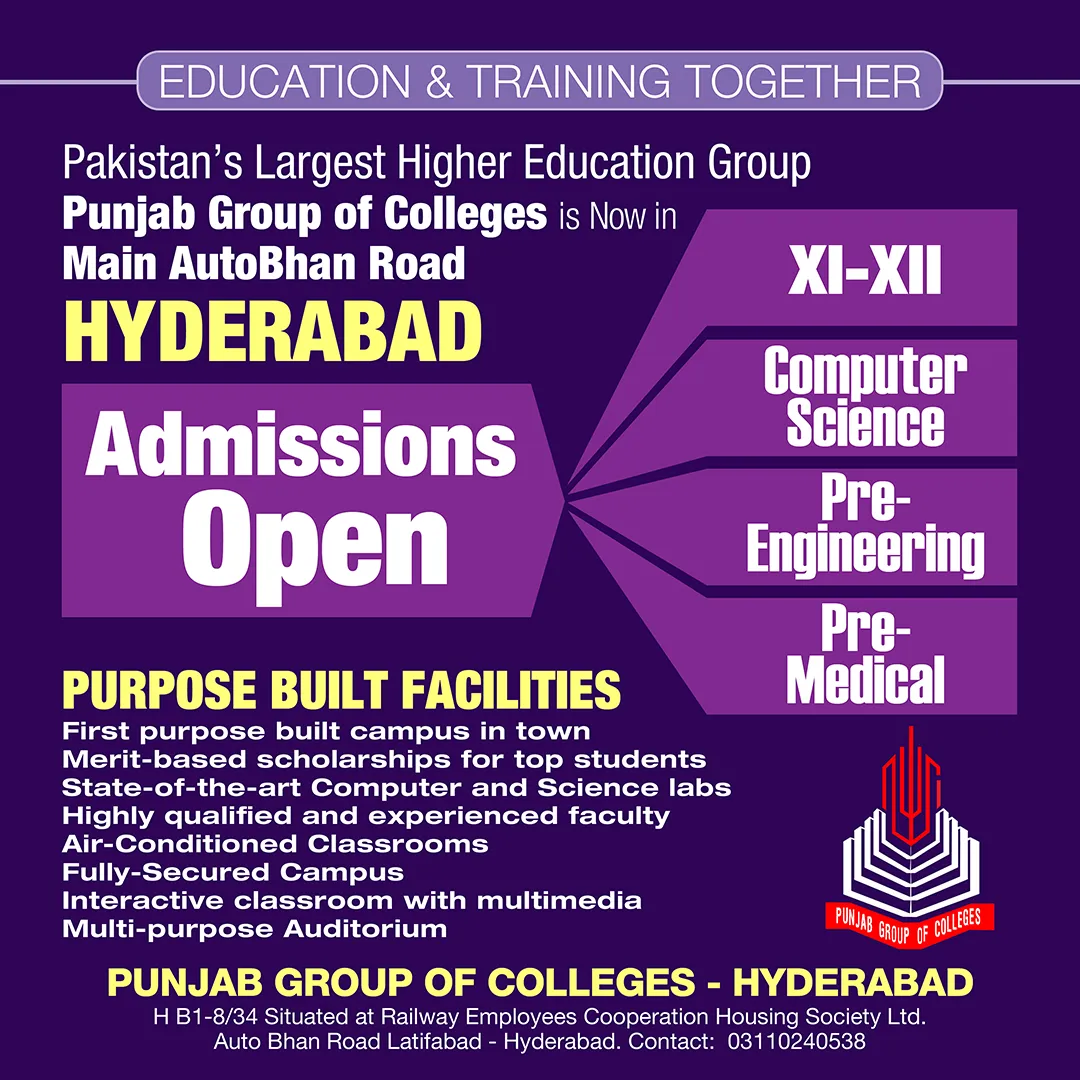 EDUCATION & TRAINING TOGETHER
Pakistan's Largest Higher Education Group
Punjab Group of Colleges is Now in
Main AutoBhan Road
HYDERABAD
Admissions
Open
XI-XII
Computer
Science
Pre-
Engineering
Pre-
Medical
PURPOSE BUILT FACILITIES
First purpose built campus in town
Merit-based scholarships for top students
State-of-the-art Computer and Science labs
Highly qualified and experienced faculty
Air-Conditioned Classrooms
Fully-Secured Campus
Interactive classroom with multimedia
Multi-purpose Auditorium
PUNJAB GROUP OF COLLEGES
PUNJAB GROUP OF COLLEGES - HYDERABAD
H B1-8/34 Situated at Railway Employees Cooperation Housing Society Ltd.
Auto Bhan Road Latifabad - Hyderabad. Contact: 03110240538